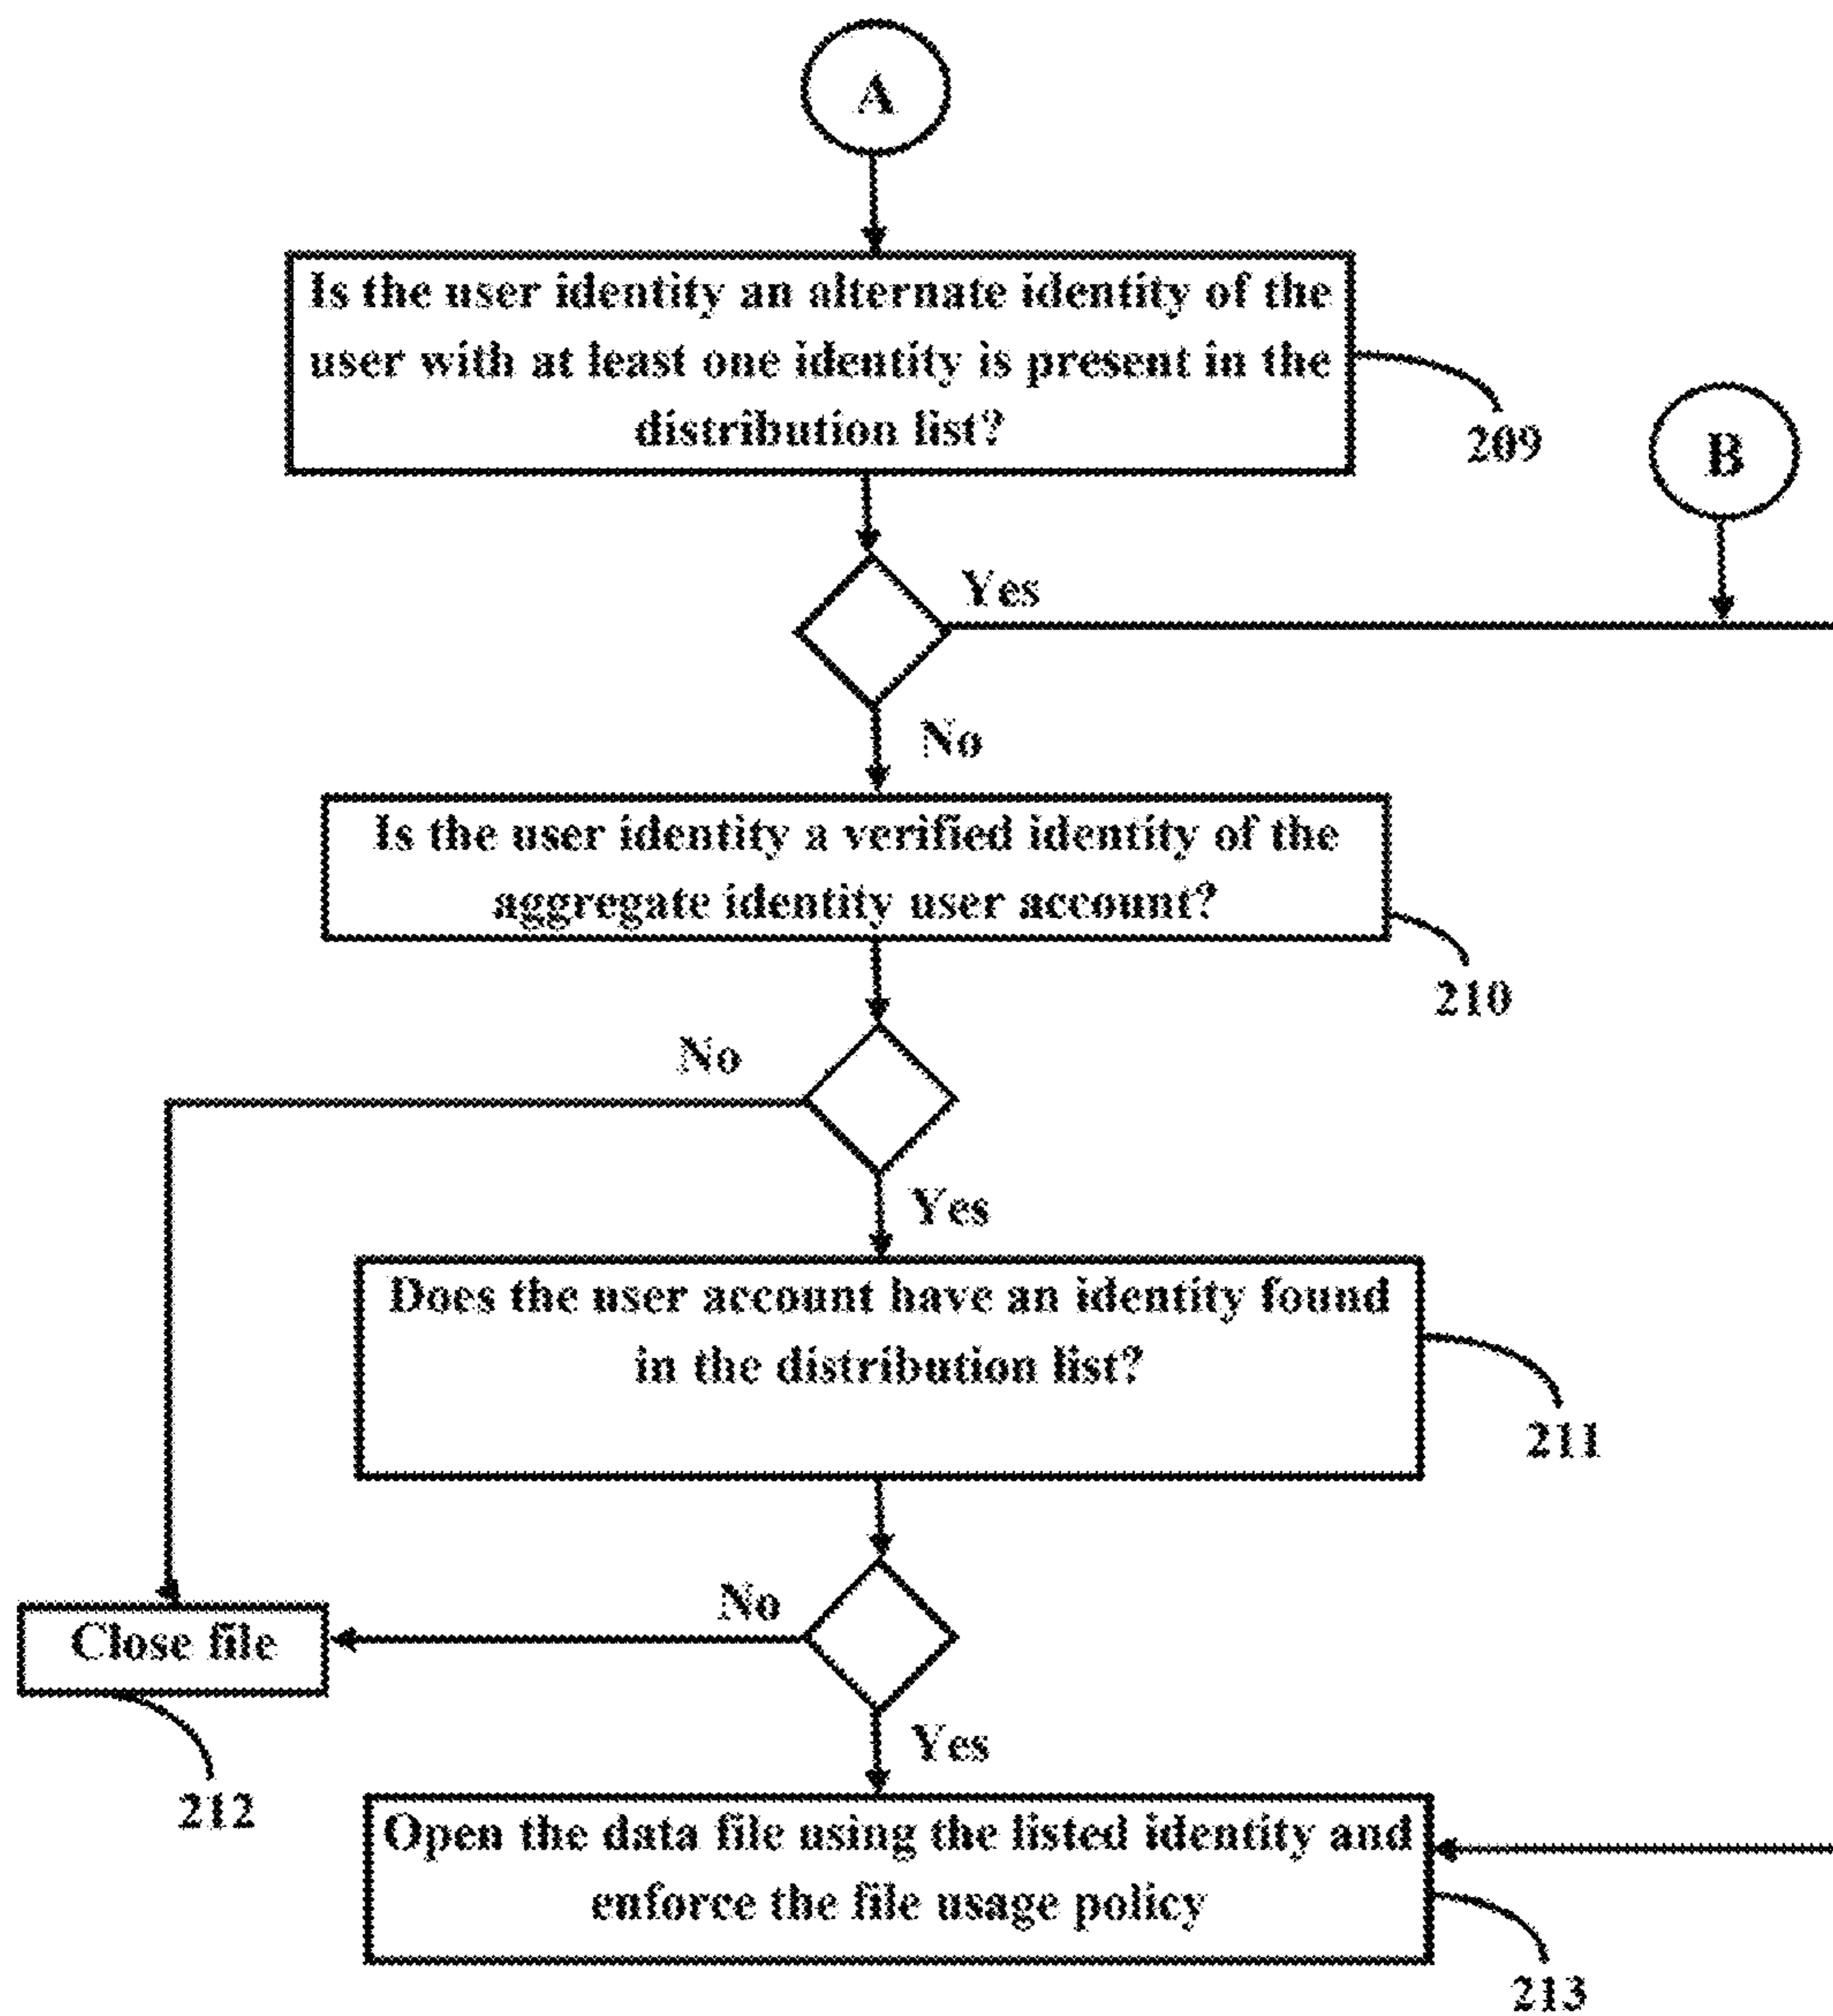 A
Is the user identity an alternate identity of the
user with at least one identity is present in the
distribution list?
209
B
Yes
No
Is the user identity a verified identity of the
aggregate identity user account?
210
No
Yes
Does the user account have an identity found
in the distribution list?
211
No
Close file
212
Yes
Open the data file using the listed identity and
enforce the file usage policy
213